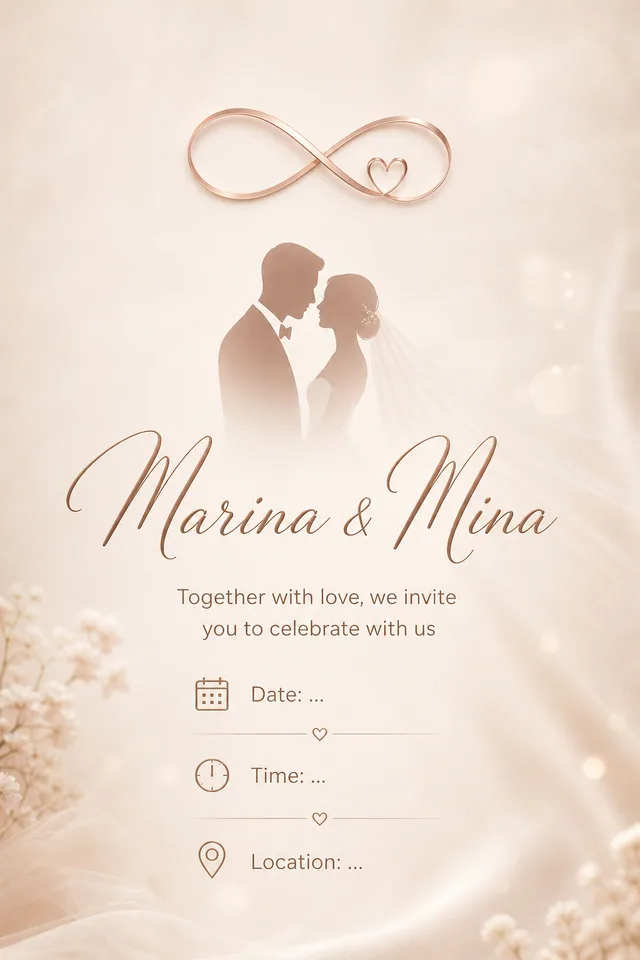 Marina & Mina
Together with love, we invite
you to celebrate with us
Date: ...
Time: ...
Location: ...